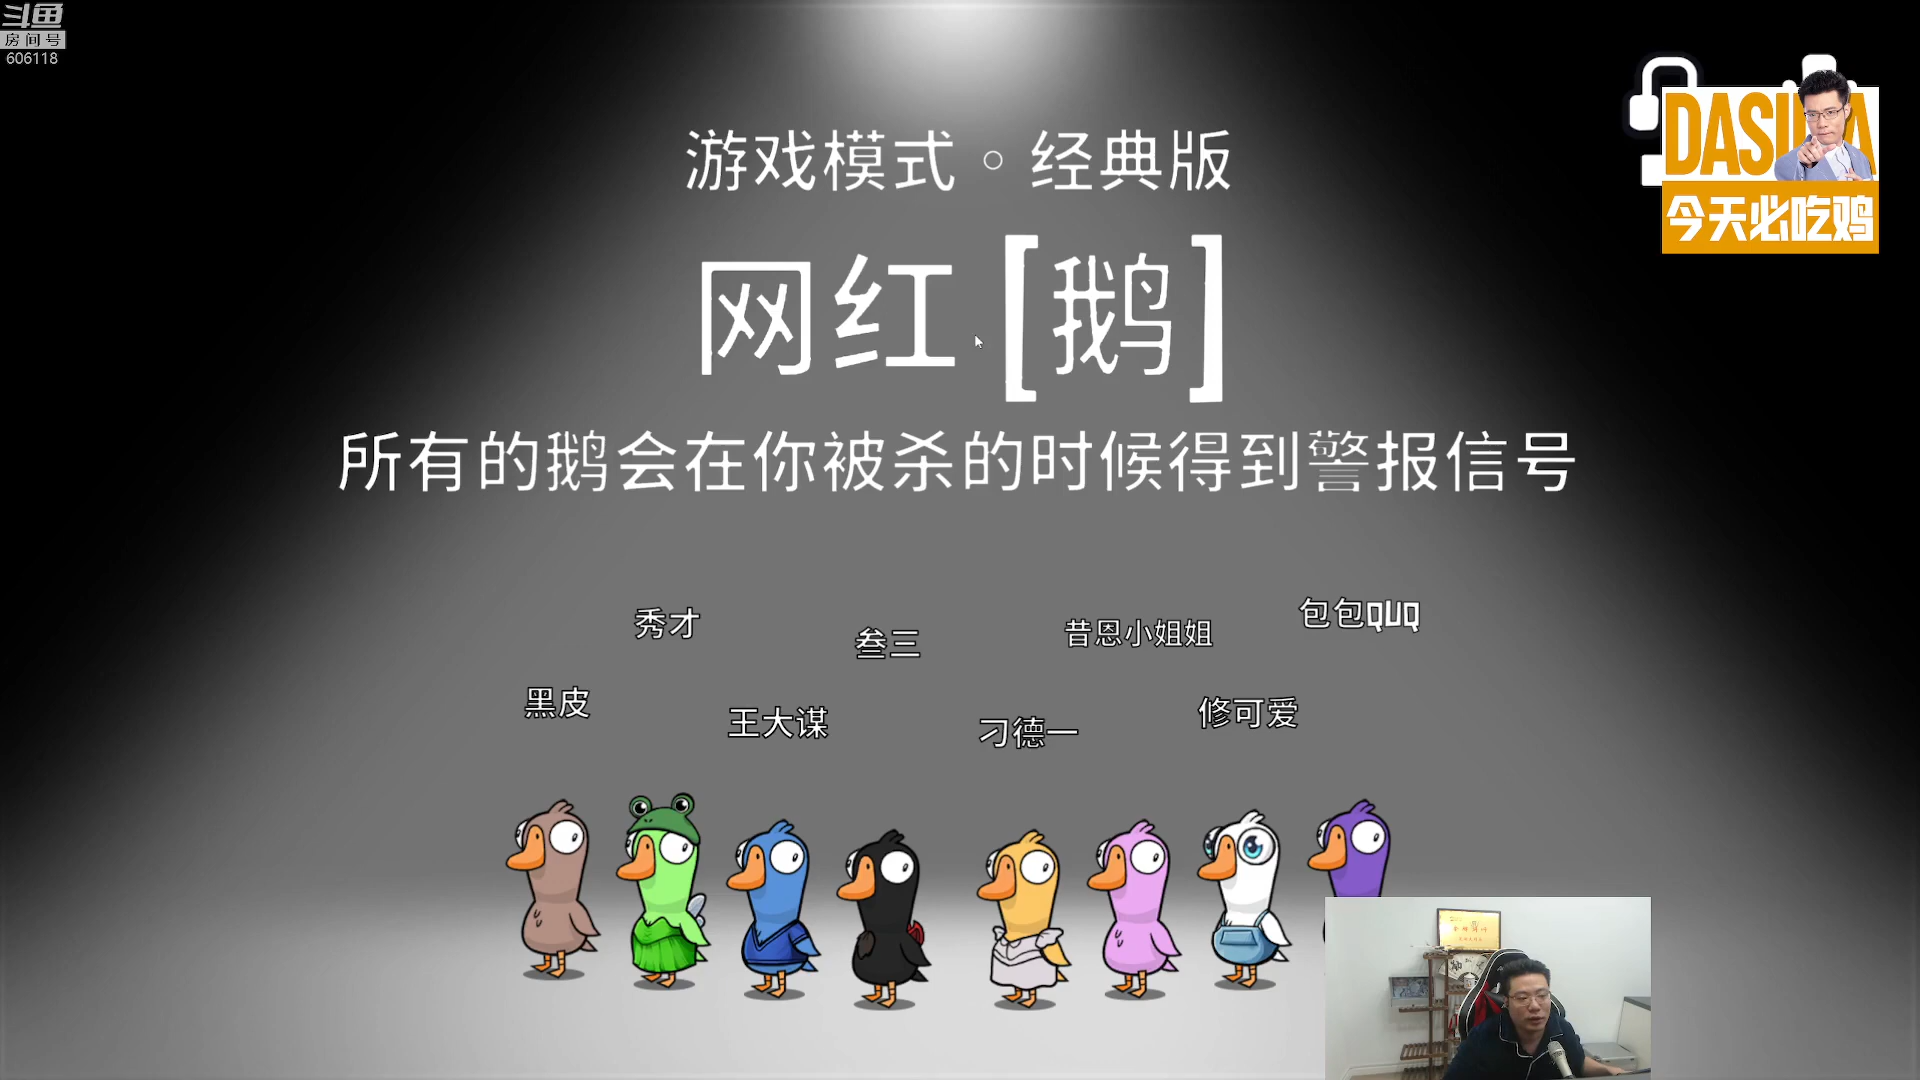 斗鱼
房间号
606118
DASI
今天必吃鸡
游戏模式。经典版
网红 [鹅]
所有的鹅会在你被杀的时候得到警报信号
秀才
叁三
昔恩小姐姐
包包QUQ
黑皮
王大谋
刁德一
修可爱